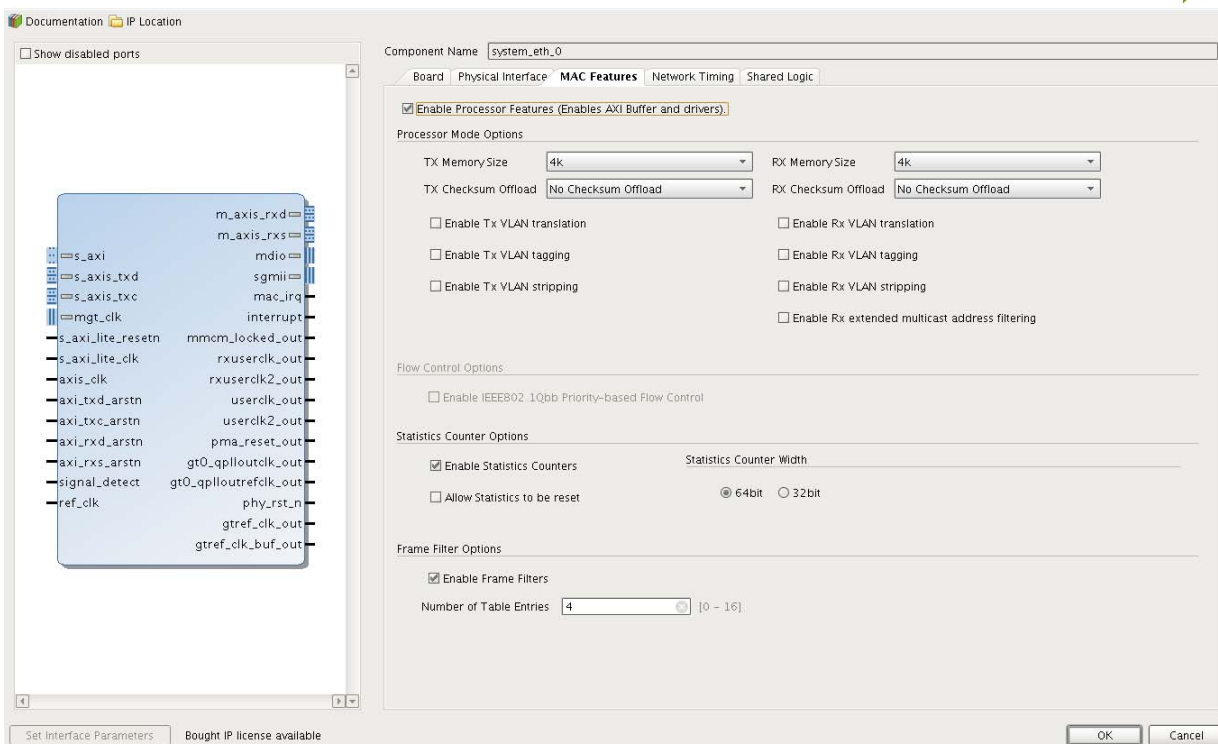 Documentation IP Location
Show disabled ports
m_axis_rxd
m_axis_rxs
s_axi mdio
s_axis_txd sgmii
s_axis_txc mac_irq
mgt_clk interrupt
s_axi_lite_resetn mmcm_locked_out
s_axi_lite_clk rxuserclk_out
axis_clk rxuserclk2_out
axi_txd_arstn userclk_out
axi_txc_arstn userclk2_out
axi_rxd_arstn pma_reset_out
axi_rxs_arstn gt0_qplloutclk_out
signal_detect gt0_qplloutrefclk_out
ref_clk phy_rst_n
gtref_clk_out
gtref_clk_buf_out
Component Name system_eth_0
Board Physical Interface MAC Features Network Timing Shared Logic
Enable Processor Features (Enables AXI Buffer and drivers).
Processor Mode Options
TX Memory Size 4k RX Memory Size 4k
TX Checksum Offload No Checksum Offload RX Checksum Offload No Checksum Offload
Enable Tx VLAN translation Enable Rx VLAN translation
Enable Tx VLAN tagging Enable Rx VLAN tagging
Enable Tx VLAN stripping Enable Rx VLAN stripping
Enable Rx extended multicast address filtering
Flow Control Options
Enable IEEE802.1Qbb Priority-based Flow Control
Statistics Counter Options
Enable Statistics Counters Statistics Counter Width
Allow Statistics to be reset 64bit 32bit
Frame Filter Options
Enable Frame Filters
Number of Table Entries 4 [0 - 16]
Set Interface Parameters Bought IP license available OK Cancel